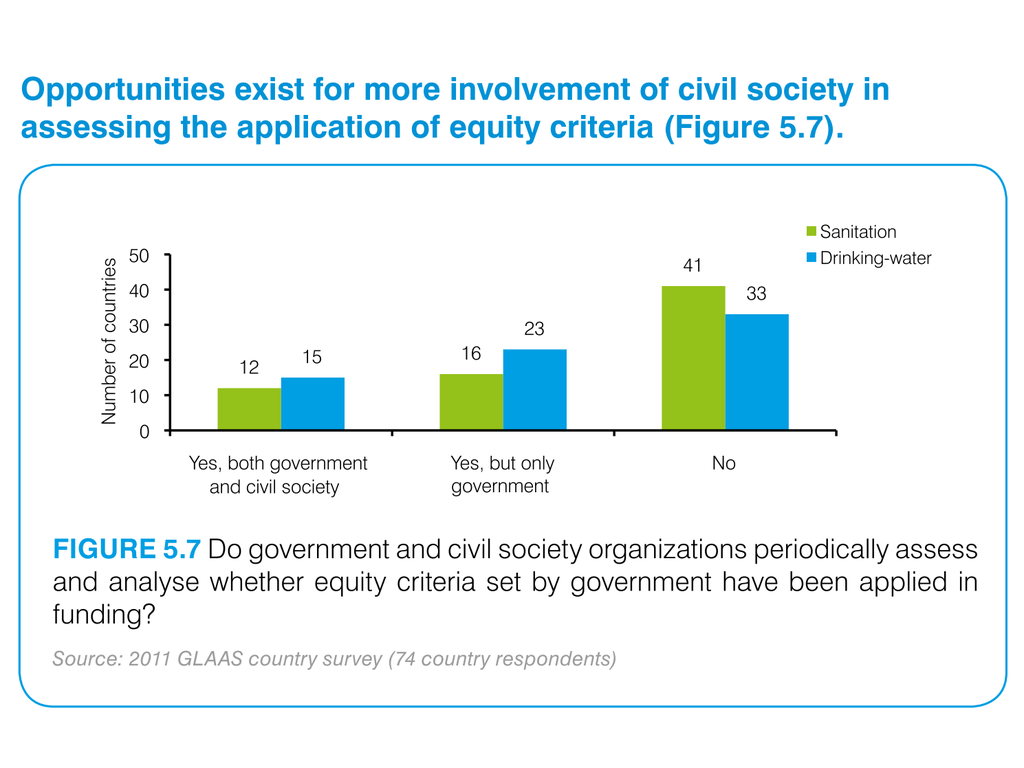 Opportunities exist for more involvement of civil society in
assessing the application of equity criteria (Figure 5.7).
Sanitation
Drinking-water
Number of countries
50
40
30
20
10
0
12
15
16
23
41
33
Yes, both government
and civil society
Yes, but only
government
No
FIGURE 5.7 Do government and civil society organizations periodically assess
and analyse whether equity criteria set by government have been applied in
funding?
Source: 2011 GLAAS country survey (74 country respondents)